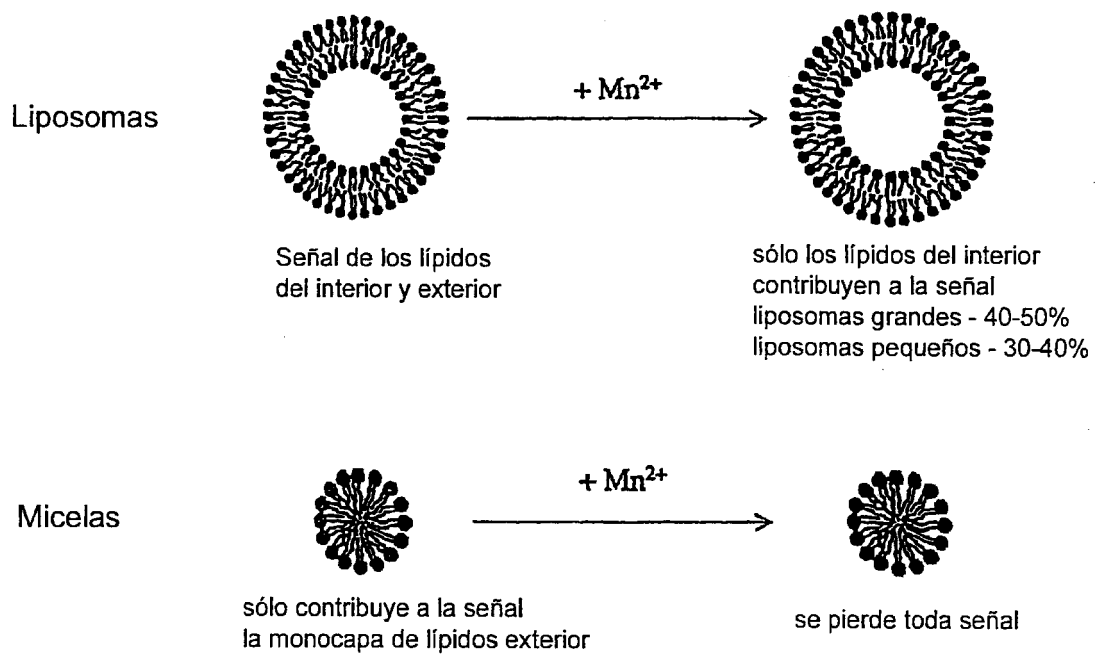 Liposomas
+ Mn²⁺
Señal de los lípidos
del interior y exterior
sólo los lípidos del interior
contribuyen a la señal
liposomas grandes - 40-50%
liposomas pequeños - 30-40%
Micelas
+ Mn²⁺
sólo contribuye a la señal
la monocapa de lípidos exterior
se pierde toda señal